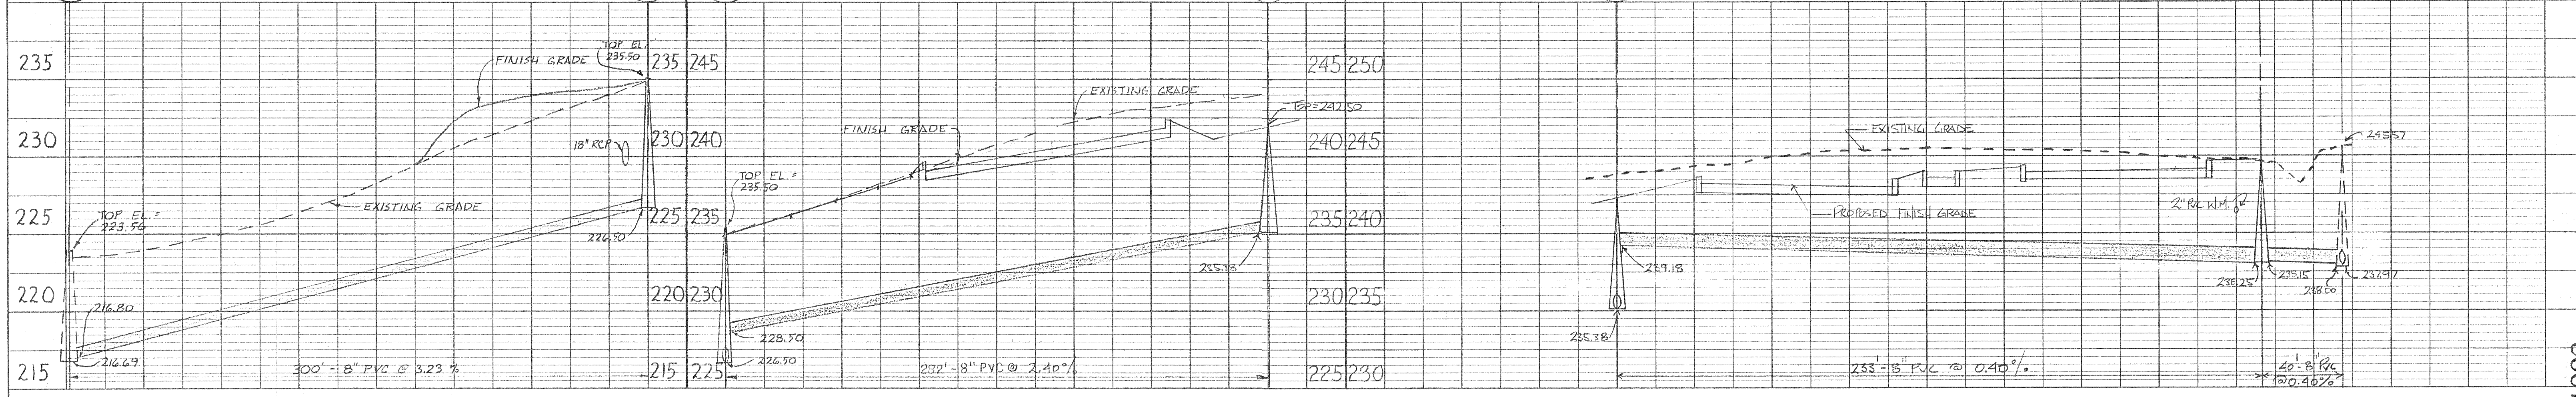 235
230
225
220
215
TOP EL. =
223.56
216.80
216.69
300' - 8" PVC @ 3.23 %
EXISTING GRADE
FINISH GRADE
TOP EL.
235.50
18" RCP
226.50
235 245
230 240
225 235
220 230
215 225
TOP EL. =
235.50
228.50
226.50
282' - 8" PVC @ 2.40%
FINISH GRADE
EXISTING GRADE
TOP=242.50
235.38
245 250
240 245
235 240
230 235
225 230
239.18
235.38
EXISTING GRADE
PROPOSED FINISH GRADE
233' - 8" PVC @ 0.40%
2" PVC W.M.
238.25
238.15
238.00
237.97
245.57
40' - 8" PVC
@ 0.40%